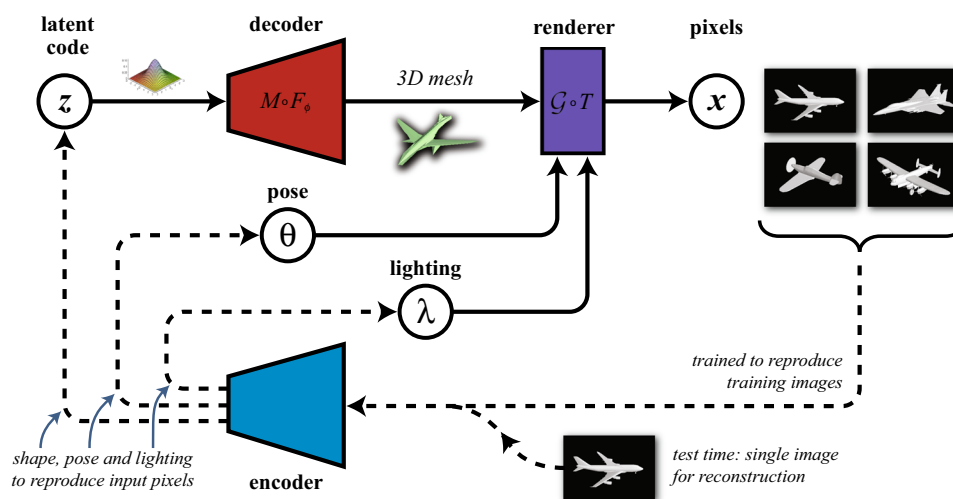 latent
code
decoder
renderer
pixels
z
M∘F_ϕ
3D mesh
𝒢∘T
x
pose
θ
lighting
λ
trained to reproduce
training images
shape, pose and lighting
to reproduce input pixels
encoder
test time: single image
for reconstruction